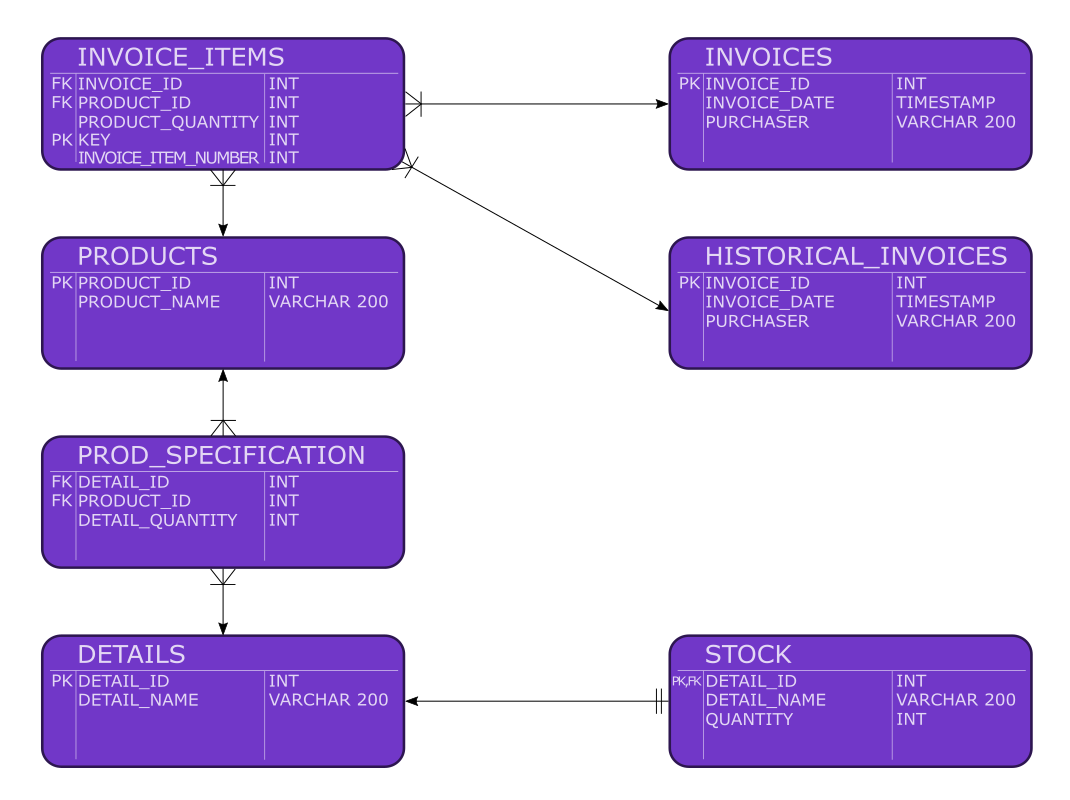 INVOICE_ITEMS
FK INVOICE_ID INT
FK PRODUCT_ID INT
PRODUCT_QUANTITY INT
PK KEY INT
INVOICE_ITEM_NUMBER INT
INVOICES
PK INVOICE_ID INT
INVOICE_DATE TIMESTAMP
PURCHASER VARCHAR 200
PRODUCTS
PK PRODUCT_ID INT
PRODUCT_NAME VARCHAR 200
HISTORICAL_INVOICES
PK INVOICE_ID INT
INVOICE_DATE TIMESTAMP
PURCHASER VARCHAR 200
PROD_SPECIFICATION
FK DETAIL_ID INT
FK PRODUCT_ID INT
DETAIL_QUANTITY INT
DETAILS
PK DETAIL_ID INT
DETAIL_NAME VARCHAR 200
STOCK
PK,FK DETAIL_ID INT
DETAIL_NAME VARCHAR 200
QUANTITY INT